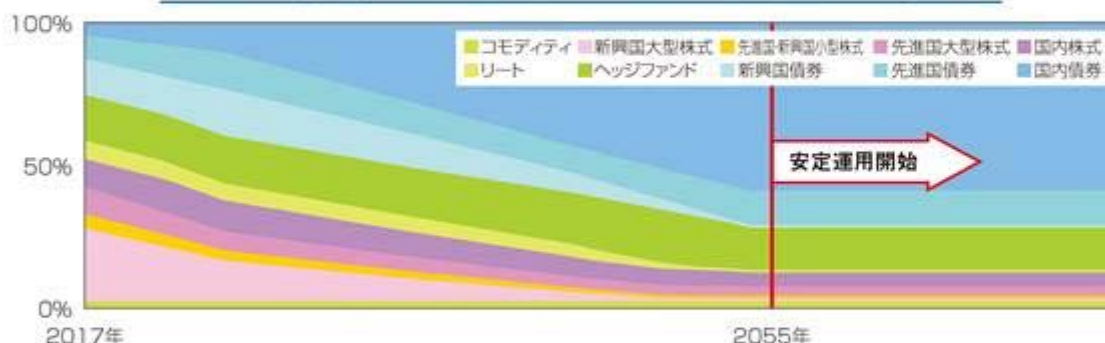 100%
コモディティ 新興国大型株式 先進国・新興国小型株式 先進国大型株式 国内株式
リート ヘッジファンド 新興国債券 先進国債券 国内債券
50%
安定運用開始
0%
2017年 2055年